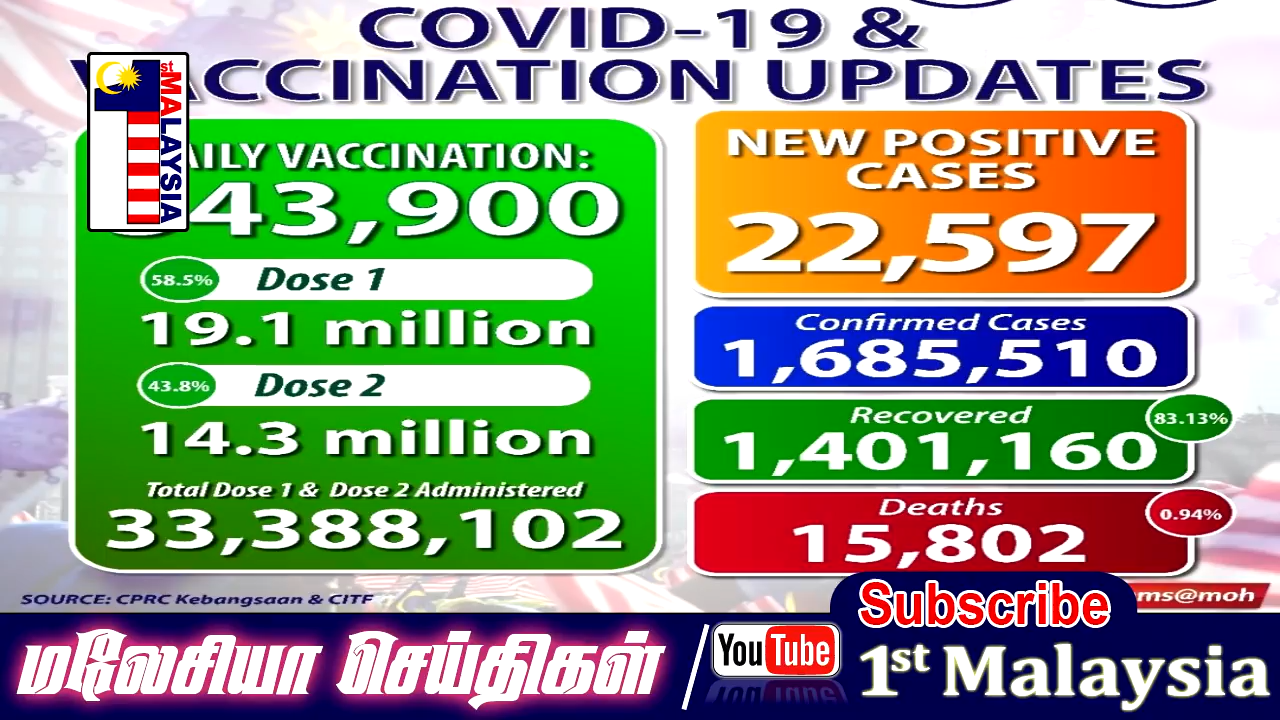 COVID-19 &
VACCINATION UPDATES
1st MALAYSIA
DAILY VACCINATION:
43,900
58.5% Dose 1
19.1 million
43.8% Dose 2
14.3 million
Total Dose 1 & Dose 2 Administered
33,388,102
NEW POSITIVE
CASES
22,597
Confirmed Cases
1,685,510
Recovered
83.13%
1,401,160
Deaths
0.94%
15,802
SOURCE: CPRC Kebangsaan & CITF
ms@moh
Subscribe
மலேசியா செய்திகள்
YouTube
1st Malaysia